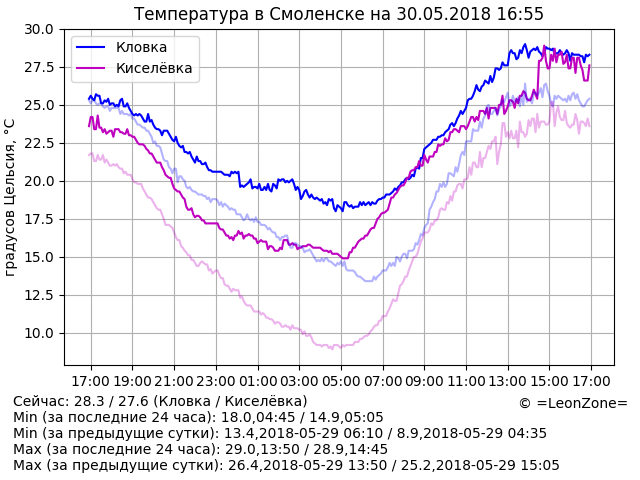 Температура в Смоленске на 30.05.2018 16:55
30.0
27.5
25.0
22.5
20.0
17.5
15.0
12.5
10.0
градусов Цельсия, °C
Кловка
Киселёвка
17:00 19:00 21:00 23:00 01:00 03:00 05:00 07:00 09:00 11:00 13:00 15:00 17:00
Сейчас: 28.3 / 27.6 (Кловка / Киселёвка)
© =LeonZone=
Min (за последние 24 часа): 18.0,04:45 / 14.9,05:05
Min (за предыдущие сутки): 13.4,2018-05-29 06:10 / 8.9,2018-05-29 04:35
Max (за последние 24 часа): 29.0,13:50 / 28.9,14:45
Max (за предыдущие сутки): 26.4,2018-05-29 13:50 / 25.2,2018-05-29 15:05